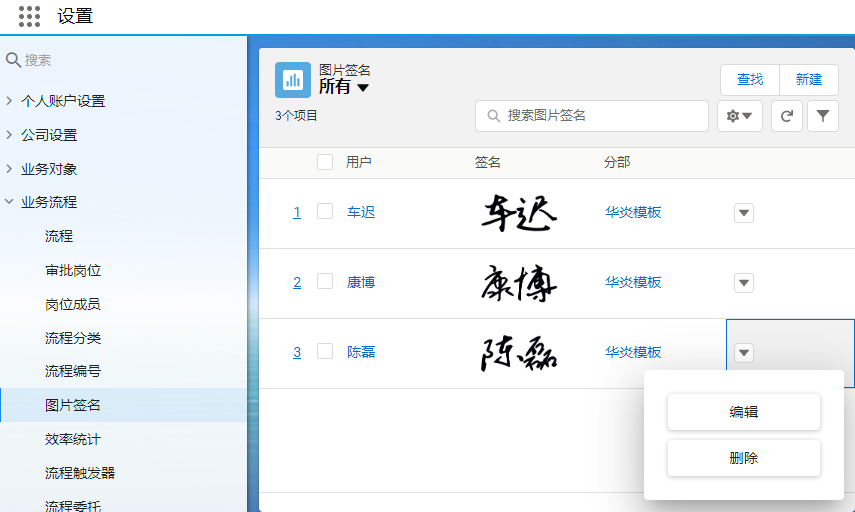 设置
搜索
个人账户设置
公司设置
业务对象
业务流程
流程
审批岗位
岗位成员
流程分类
流程编号
图片签名
效率统计
流程触发器
流程委托
图片签名
所有
查找 新建
3个项目
搜索图片签名
用户 签名 分部
1 车迟 车迟 华炎模板
2 康博 康博 华炎模板
3 陈磊 陈磊 华炎模板
编辑
删除